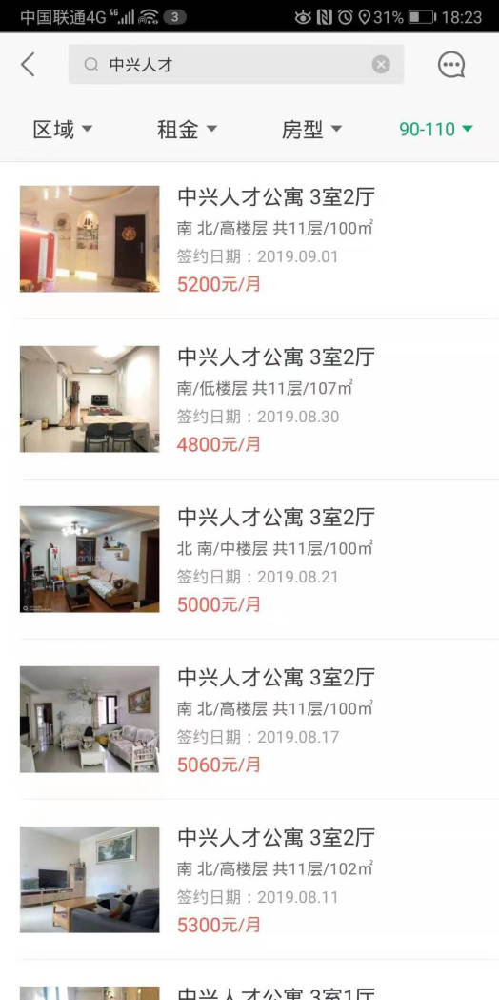 中国联通4G 4G 3 31% 18:23
中兴人才
区域 租金 房型 90-110
中兴人才公寓 3室2厅
南 北/高楼层 共11层/100㎡
签约日期：2019.09.01
5200元/月
中兴人才公寓 3室2厅
南/低楼层 共11层/107㎡
签约日期：2019.08.30
4800元/月
中兴人才公寓 3室2厅
北 南/中楼层 共11层/100㎡
签约日期：2019.08.21
5000元/月
中兴人才公寓 3室2厅
南 北/高楼层 共11层/100㎡
签约日期：2019.08.17
5060元/月
中兴人才公寓 3室2厅
南 北/高楼层 共11层/102㎡
签约日期：2019.08.11
5300元/月
中兴人才公寓 3室1厅